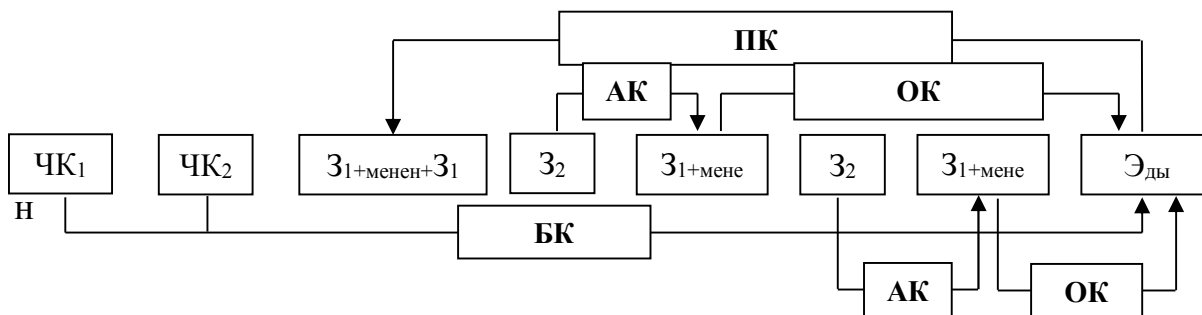 ПК
АК ОК
ЧК₁ ЧК₂ З₁₊менен₊З₁ З₂ З₁₊мене З₂ З₁₊мене Эды
Н
БК
АК ОК